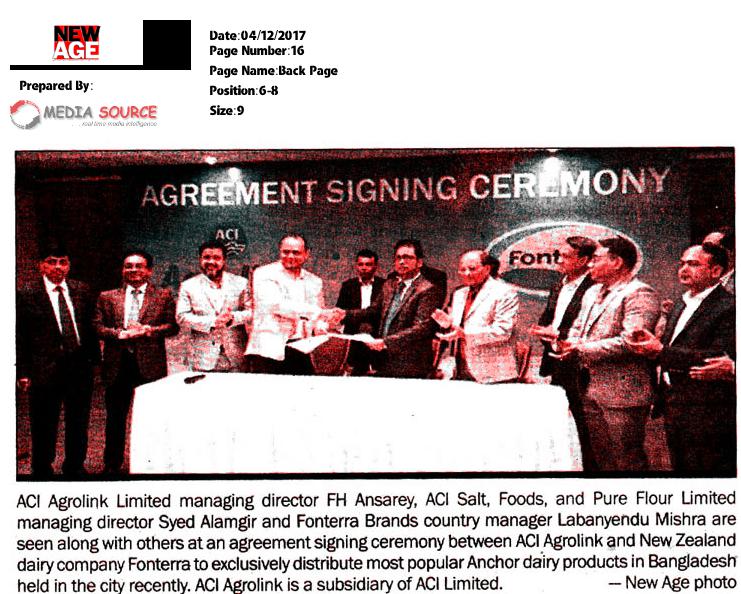 NEW
AGE
Date:04/12/2017
Page Number:16
Page Name:Back Page
Position:6-8
Size:9
Prepared By:
MEDIA SOURCE
...real time media intelligence
AGREEMENT SIGNING CEREMONY
ACI
Font
ACI Agrolink Limited managing director FH Ansarey, ACI Salt, Foods, and Pure Flour Limited
managing director Syed Alamgir and Fonterra Brands country manager Labanyendu Mishra are
seen along with others at an agreement signing ceremony between ACI Agrolink and New Zealand
dairy company Fonterra to exclusively distribute most popular Anchor dairy products in Bangladesh
held in the city recently. ACI Agrolink is a subsidiary of ACI Limited. — New Age photo